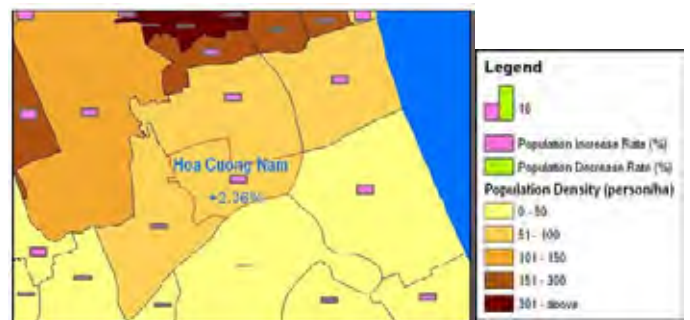 Hoa Cuong Nam
+2.36%
Legend
10
Population Increase Rate (%)
Population Decrease Rate (%)
Population Density (person/ha)
0 - 50
51 - 100
101 - 150
151 - 300
301 - above